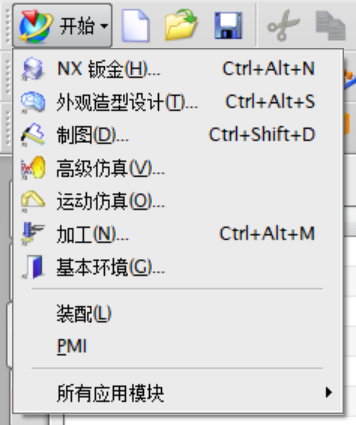 开始
NX 钣金(H)... Ctrl+Alt+N
外观造型设计(T)... Ctrl+Alt+S
制图(D)... Ctrl+Shift+D
高级仿真(V)...
运动仿真(O)...
加工(N)... Ctrl+Alt+M
基本环境(G)...
装配(L)
PMI
所有应用模块